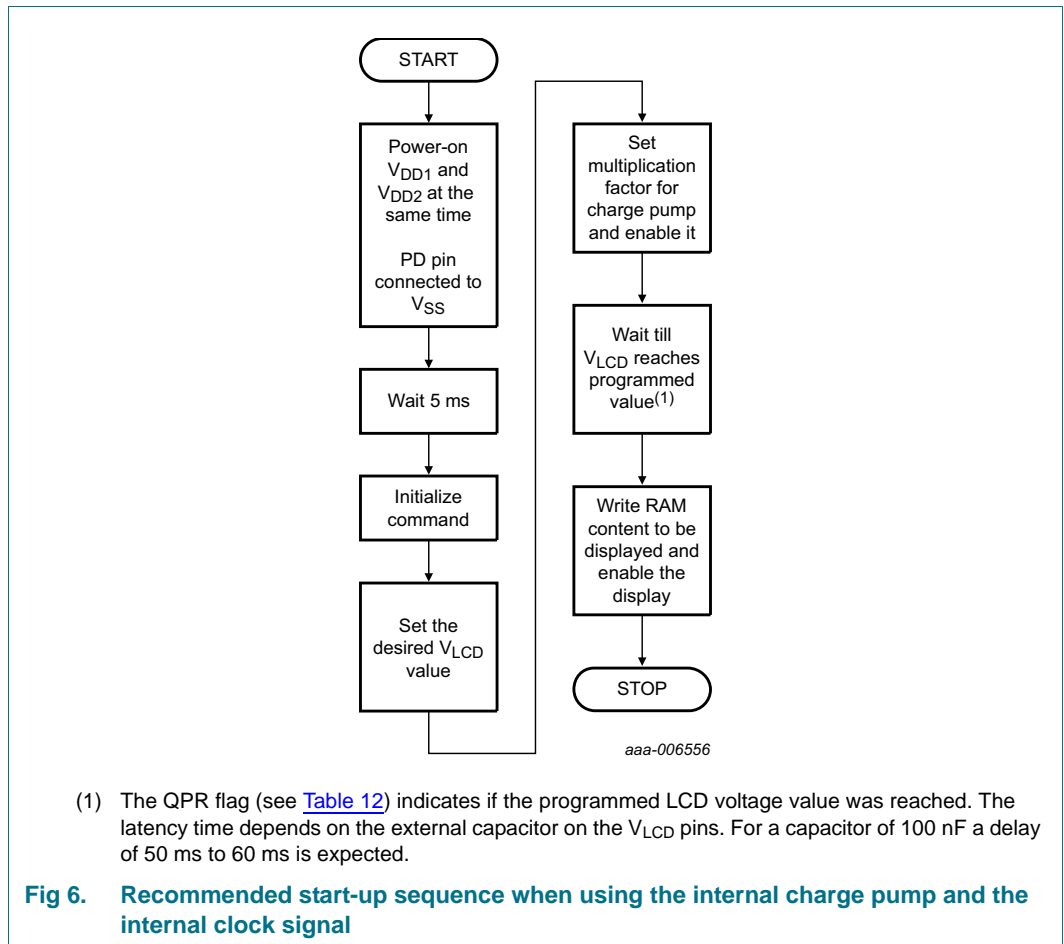 START
Power-on
VDD1 and
VDD2 at the
same time
PD pin
connected to
VSS
Wait 5 ms
Initialize
command
Set the
desired VLCD
value
Set
multiplication
factor for
charge pump
and enable it
Wait till
VLCD reaches
programmed
value(1)
Write RAM
content to be
displayed and
enable the
display
STOP
aaa-006556
(1) The QPR flag (see Table 12) indicates if the programmed LCD voltage value was reached. The
latency time depends on the external capacitor on the VLCD pins. For a capacitor of 100 nF a delay
of 50 ms to 60 ms is expected.
Fig 6. Recommended start-up sequence when using the internal charge pump and the
internal clock signal